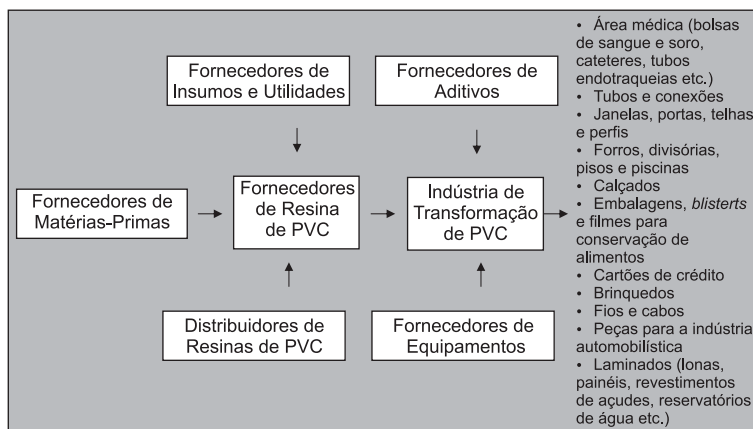 Fornecedores de
Insumos e Utilidades
Fornecedores de
Aditivos
Fornecedores de
Matérias-Primas
Fornecedores
de Resina
de PVC
Indústria de
Transformação
de PVC
Distribuidores de
Resinas de PVC
Fornecedores de
Equipamentos
• Área médica (bolsas
de sangue e soro,
cateteres, tubos
endotraqueias etc.)
• Tubos e conexões
• Janelas, portas, telhas
e perfis
• Forros, divisórias,
pisos e piscinas
• Calçados
• Embalagens, blisterts
e filmes para
conservação de
alimentos
• Cartões de crédito
• Brinquedos
• Fios e cabos
• Peças para a indústria
automobilística
• Laminados (lonas,
painéis, revestimentos
de açudes, reservatórios
de água etc.)